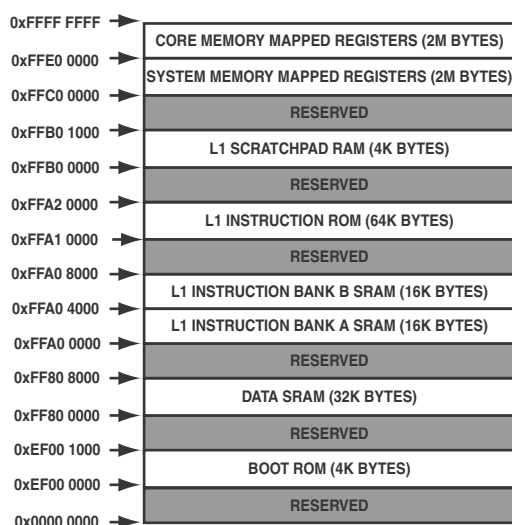 0xFFFF FFFF
CORE MEMORY MAPPED REGISTERS (2M BYTES)
0xFFE0 0000
SYSTEM MEMORY MAPPED REGISTERS (2M BYTES)
0xFFC0 0000
RESERVED
0xFFB0 1000
L1 SCRATCHPAD RAM (4K BYTES)
0xFFB0 0000
RESERVED
0xFFA2 0000
L1 INSTRUCTION ROM (64K BYTES)
0xFFA1 0000
RESERVED
0xFFA0 8000
L1 INSTRUCTION BANK B SRAM (16K BYTES)
0xFFA0 4000
L1 INSTRUCTION BANK A SRAM (16K BYTES)
0xFFA0 0000
RESERVED
0xFF80 8000
DATA SRAM (32K BYTES)
0xFF80 0000
RESERVED
0xEF00 1000
BOOT ROM (4K BYTES)
0xEF00 0000
RESERVED
0x0000 0000